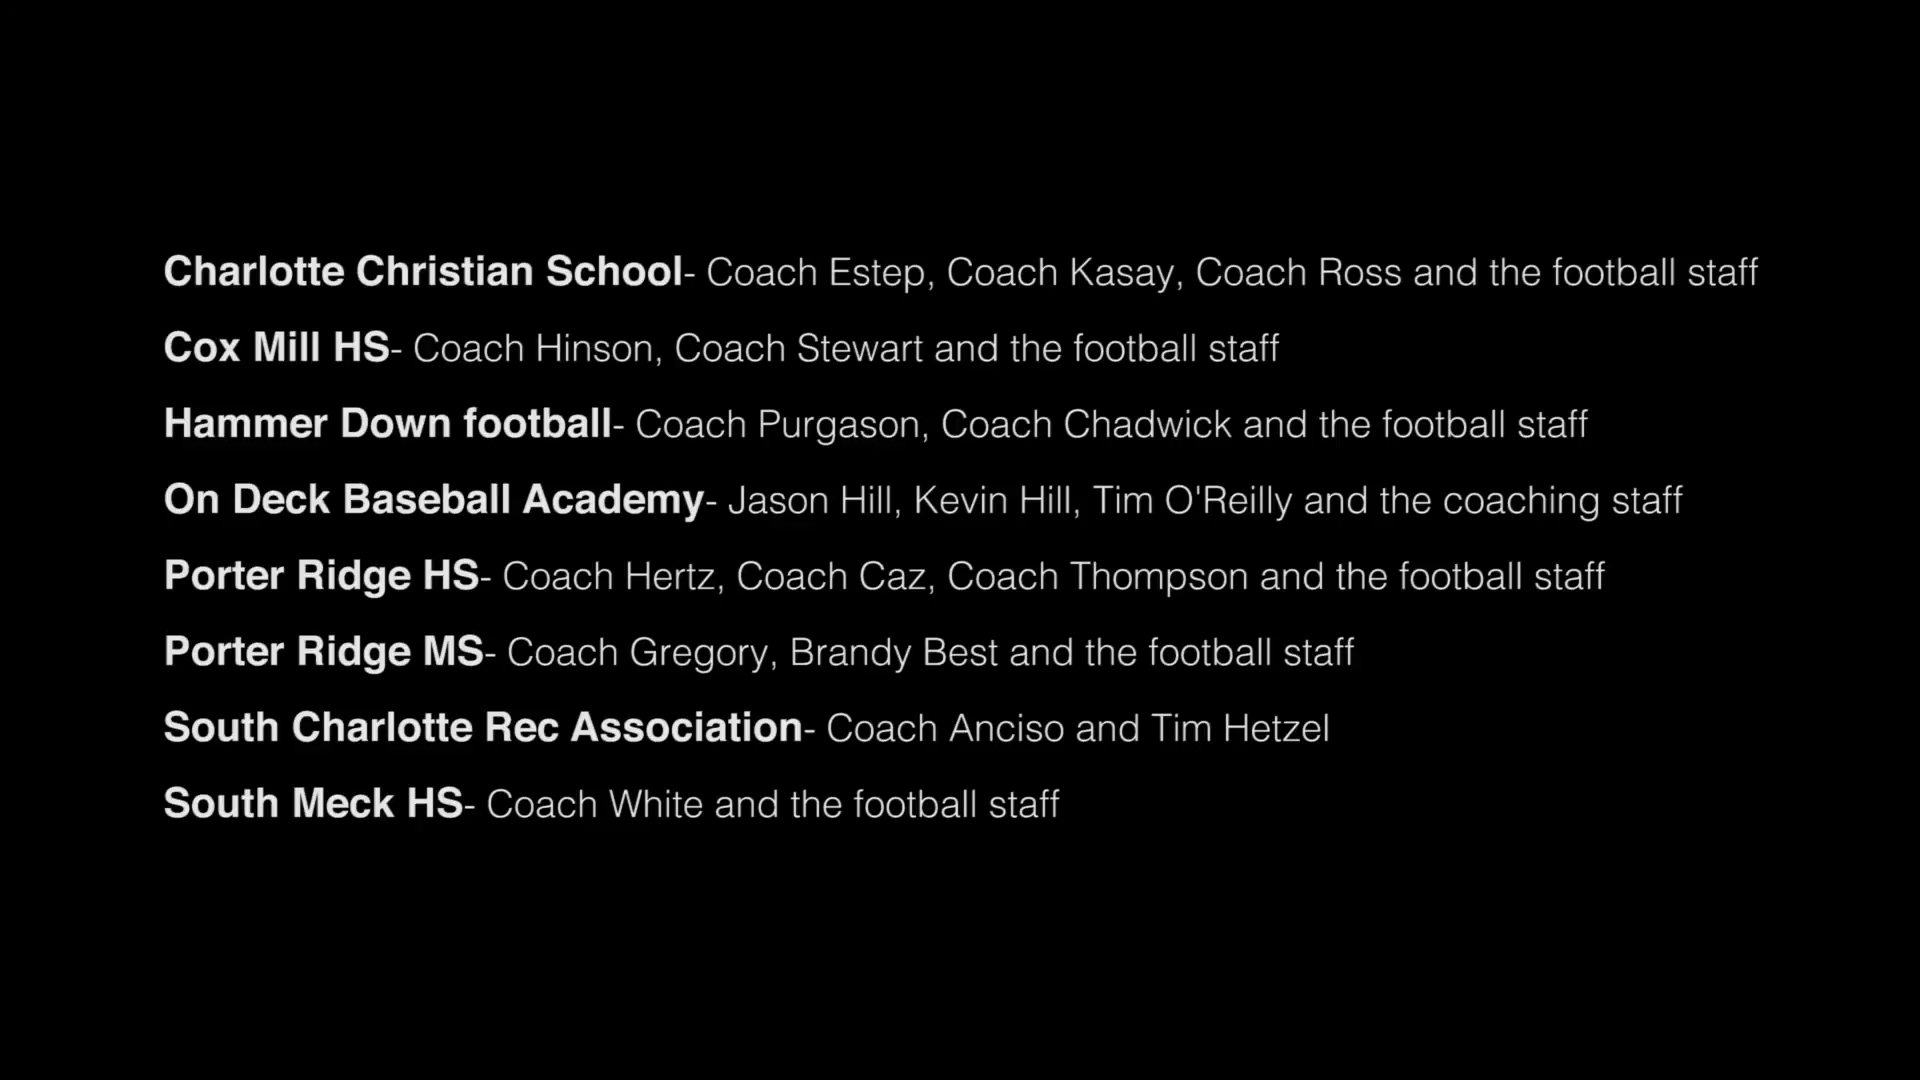 Charlotte Christian School- Coach Estep, Coach Kasay, Coach Ross and the football staff
Cox Mill HS- Coach Hinson, Coach Stewart and the football staff
Hammer Down football- Coach Purgason, Coach Chadwick and the football staff
On Deck Baseball Academy- Jason Hill, Kevin Hill, Tim O'Reilly and the coaching staff
Porter Ridge HS- Coach Hertz, Coach Caz, Coach Thompson and the football staff
Porter Ridge MS- Coach Gregory, Brandy Best and the football staff
South Charlotte Rec Association- Coach Anciso and Tim Hetzel
South Meck HS- Coach White and the football staff